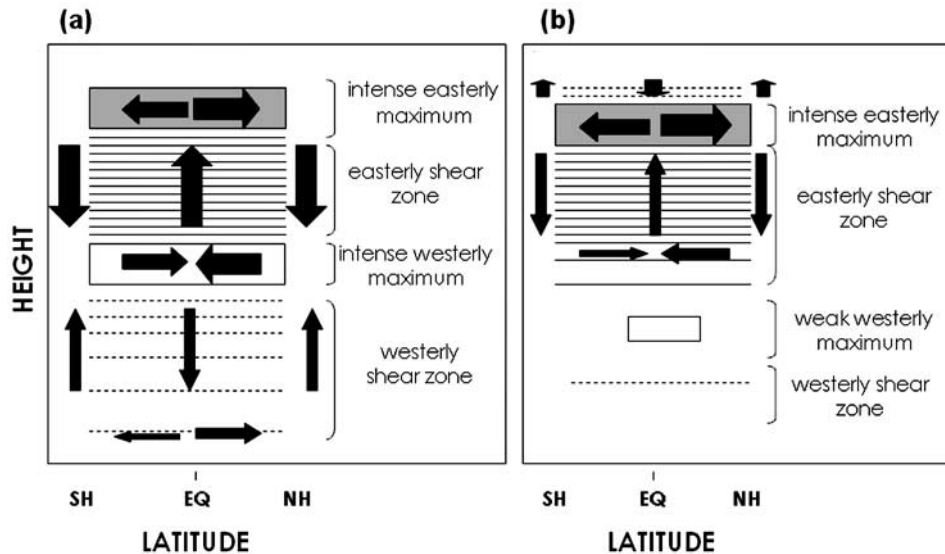 (a)
intense easterly
maximum
easterly shear
zone
intense westerly
maximum
westerly
shear zone
HEIGHT
SH
EQ
NH
LATITUDE
(b)
intense easterly
maximum
easterly shear
zone
weak westerly
maximum
westerly shear
zone
SH
EQ
NH
LATITUDE